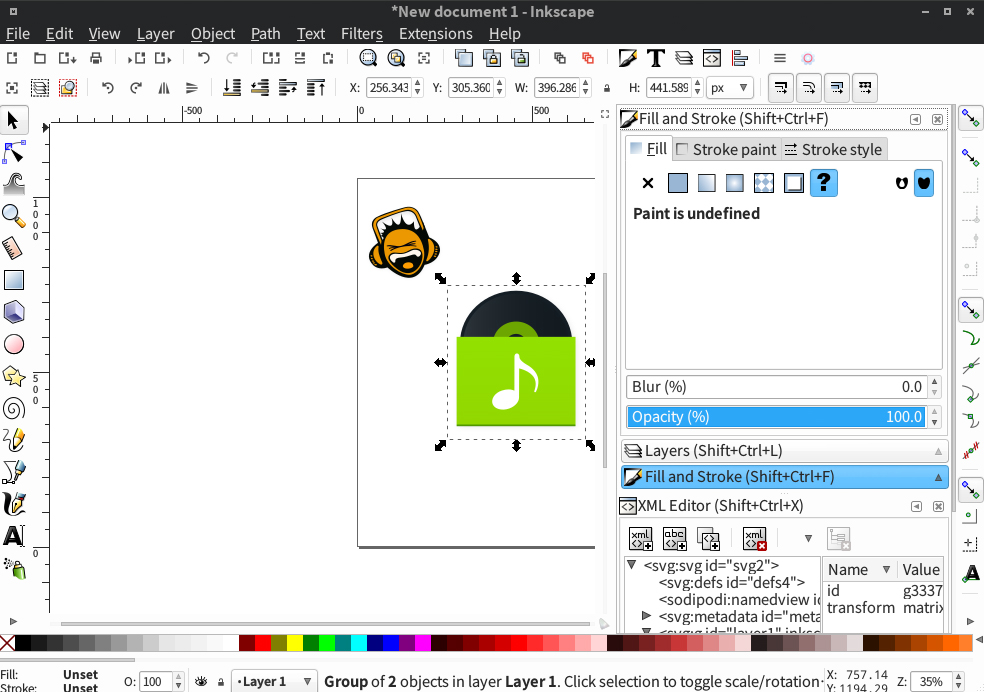 *New document 1 - Inkscape
File Edit View Layer Object Path Text Filters Extensions Help
X: 256.343 Y: 305.360 W: 396.286 H: 441.589 px
-500 0 500
1000
500
0
Fill and Stroke (Shift+Ctrl+F)
Fill Stroke paint Stroke style
?
Paint is undefined
Blur (%) 0.0
Opacity (%) 100.0
Layers (Shift+Ctrl+L)
Fill and Stroke (Shift+Ctrl+F)
XML Editor (Shift+Ctrl+X)
xml abc xml
<svg:svg id="svg2">
<svg:defs id="defs4">
<sodipodi:namedview id
<svg:metadata id="meta
<svg:g id="layer1" inksc
Name Value
id g3337
transform matrix
Fill: Unset
Stroke: Unset
O: 100
Layer 1
Group of 2 objects in layer Layer 1. Click selection to toggle scale/rotation
X: 757.14
Y: 1194.29
Z: 35%